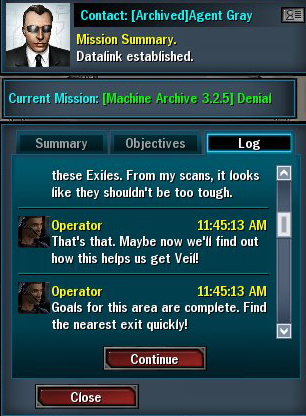 Contact: [Archived]Agent Gray
Mission Summary.
Datalink established.
Current Mission: [Machine Archive 3.2.5] Denial
Summary
Objectives
Log
these Exiles. From my scans, it looks
like they shouldn't be too tough.
Operator 11:45:13 AM
That's that. Maybe now we'll find out
how this helps us get Veil!
Operator 11:45:13 AM
Goals for this area are complete. Find
the nearest exit quickly!
Continue
Close